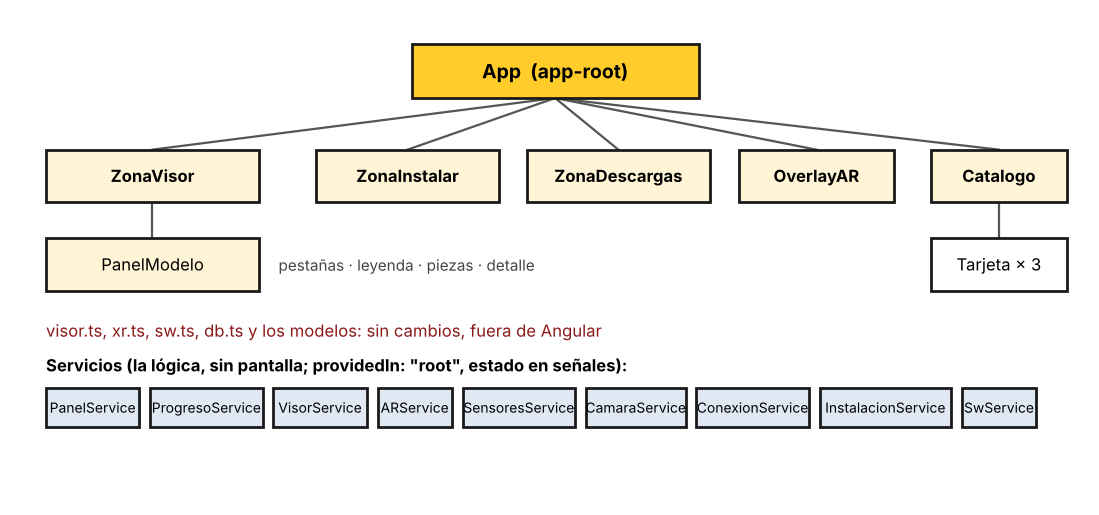 App (app-root)
ZonaVisor
ZonaInstalar
ZonaDescargas
OverlayAR
Catalogo
PanelModelo
pestañas · leyenda · piezas · detalle
Tarjeta × 3
visor.ts, xr.ts, sw.ts, db.ts y los modelos: sin cambios, fuera de Angular
Servicios (la lógica, sin pantalla; providedIn: "root", estado en señales):
PanelService
ProgresoService
VisorService
ARService
SensoresService
CamaraService
ConexionService
InstalacionService
SwService